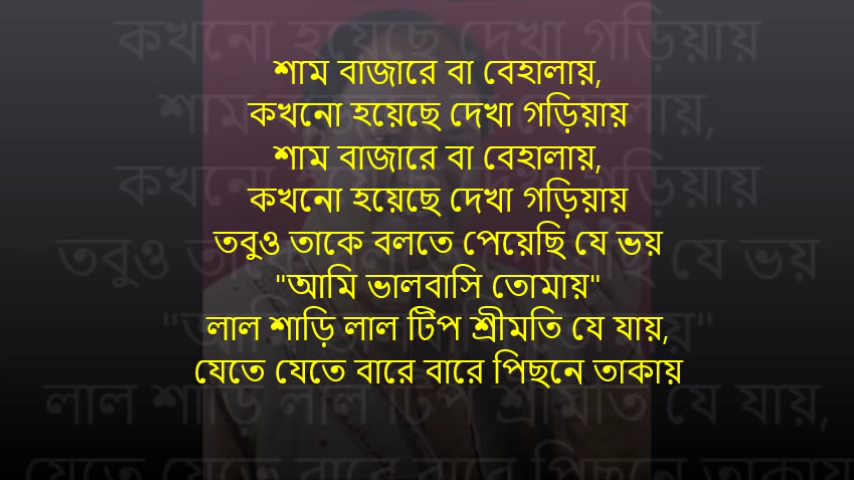 শাম বাজারে বা বেহালায়,
কখনো হয়েছে দেখা গড়িয়ায়
শাম বাজারে বা বেহালায়,
কখনো হয়েছে দেখা গড়িয়ায়
তবুও তাকে বলতে পেয়েছি যে ভয়
"আমি ভালবাসি তোমায়"
লাল শাড়ি লাল টিপ শ্রীমতি যে যায়,
যেতে যেতে বারে বারে পিছনে তাকায়